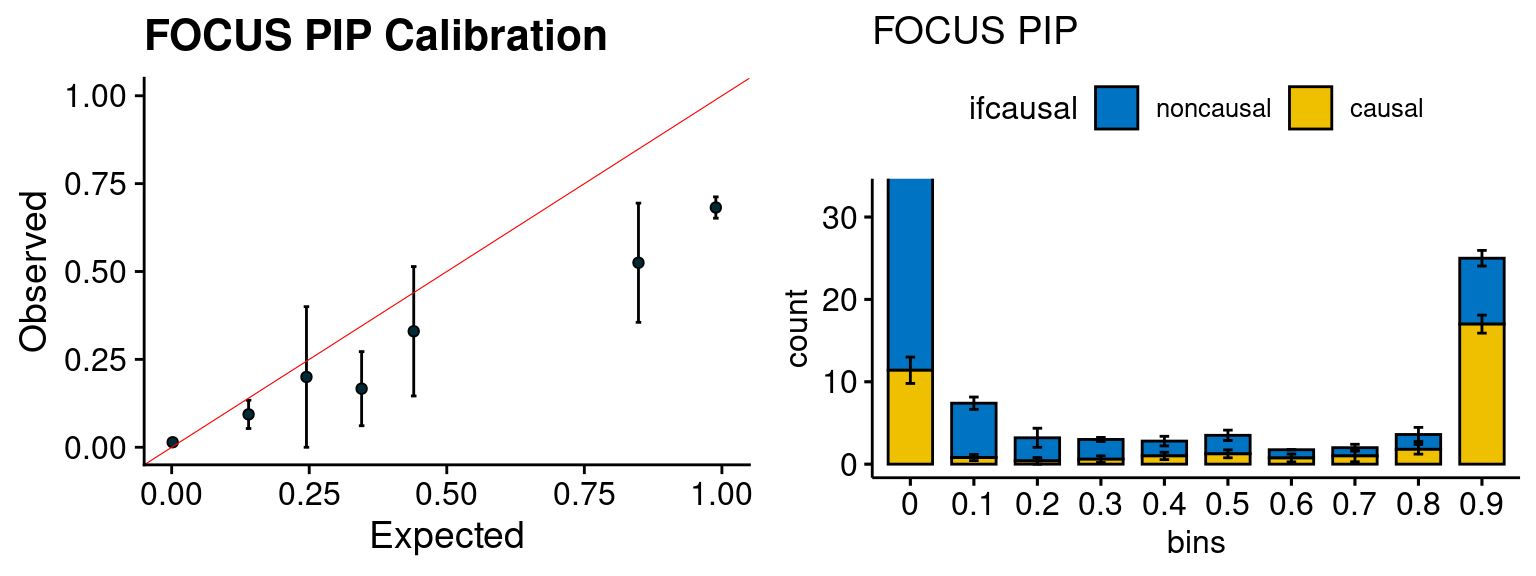 FOCUS PIP Calibration
1.00
0.75
0.50
0.25
0.00
Observed
0.00 0.25 0.50 0.75 1.00
Expected
FOCUS PIP
ifcausal noncausal causal
30
20
10
0
count
0 0.1 0.2 0.3 0.4 0.5 0.6 0.7 0.8 0.9
bins